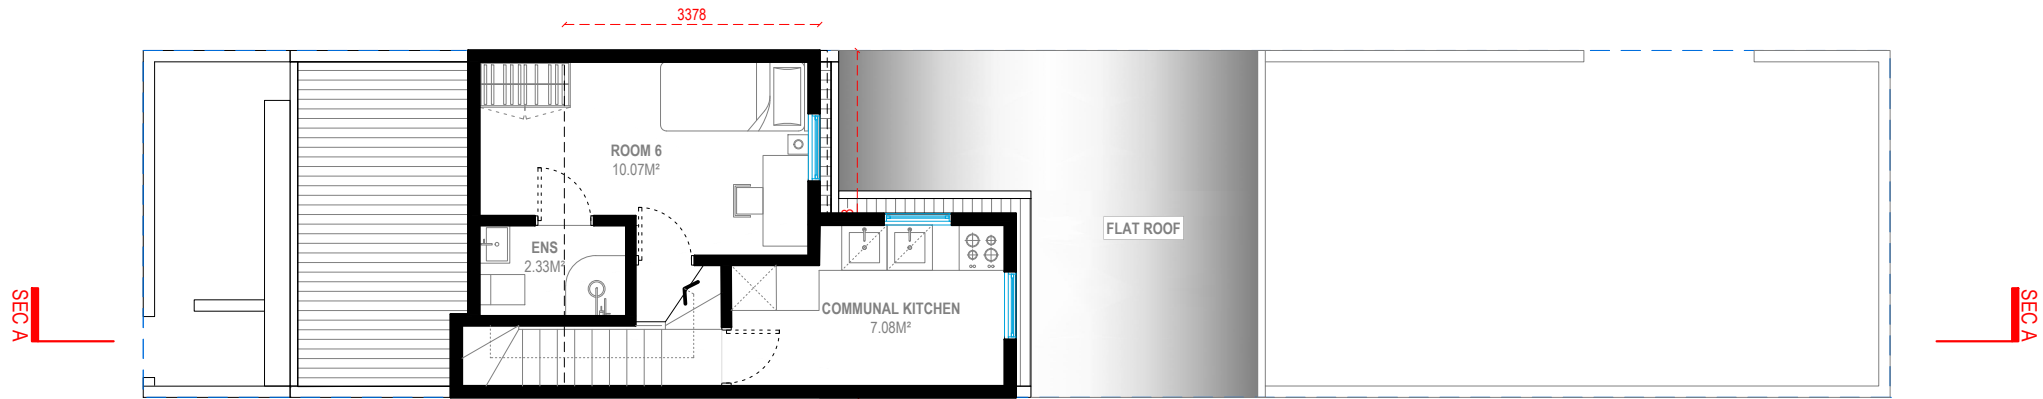 3378
ROOM 6
10.07M²
ENS
2.33M²
FLAT ROOF
COMMUNAL KITCHEN
7.08M²
SEC A
SEC A